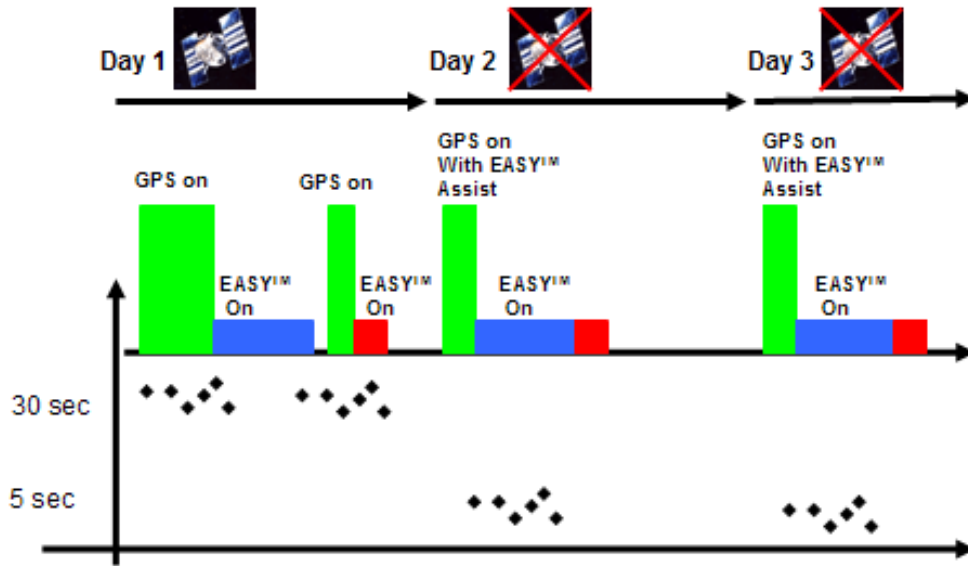 Day 1
Day 2
Day 3
GPS on
GPS on
GPS on
With EASY™
Assist
GPS on
With EASY™
Assist
EASY™
On
EASY™
On
EASY™
On
EASY™
On
30 sec
5 sec